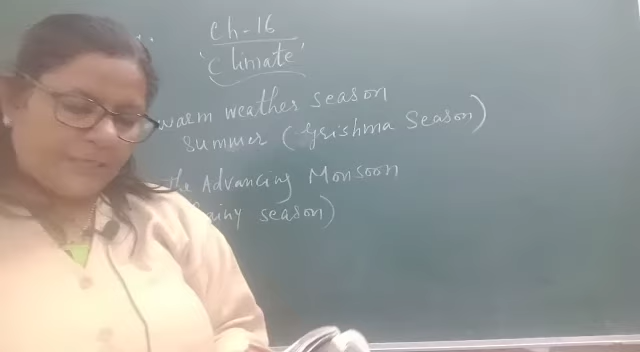 Ch-16
'Climate'
warm weather season
summer (Grishma Season)
the Advancing Monsoon
Rainy season)